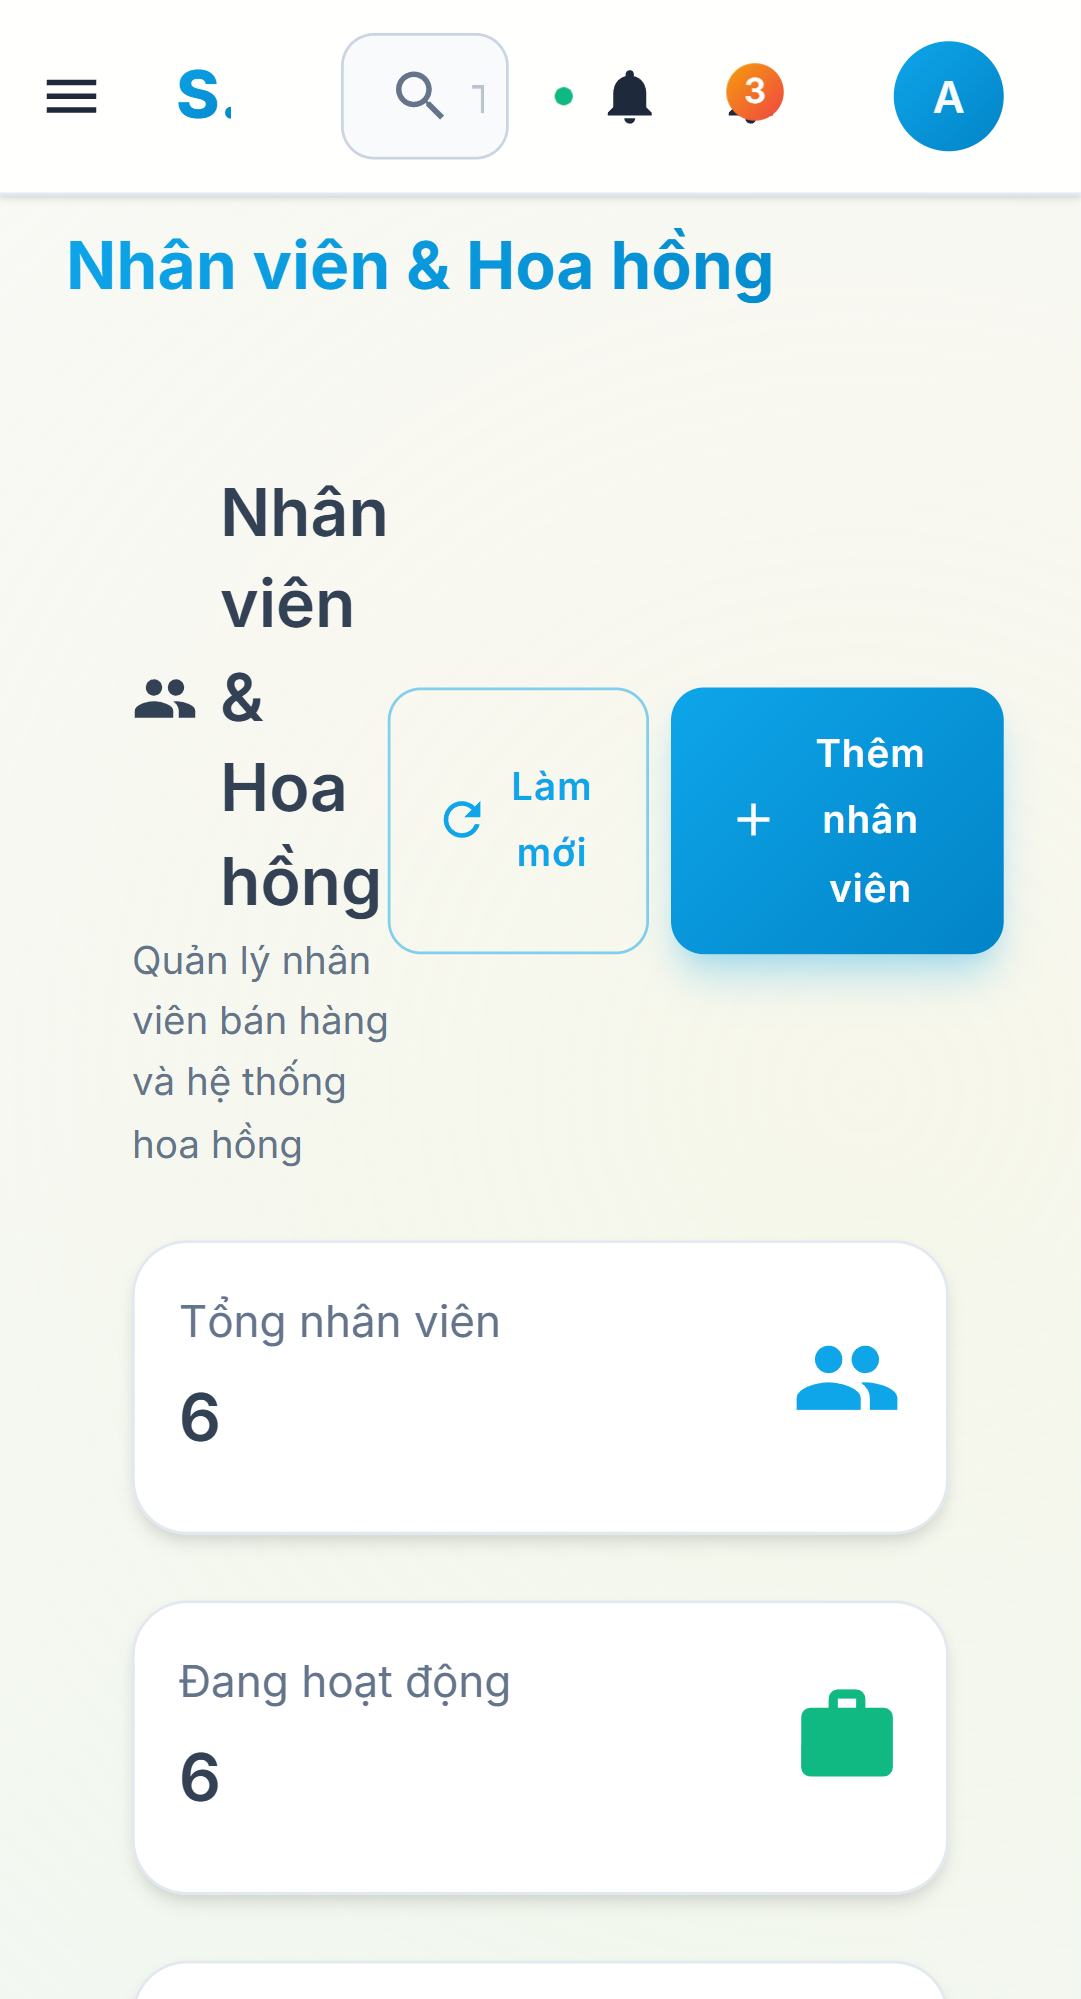 S.
3
A
Nhân viên & Hoa hồng
Nhân
viên
&
Hoa
hồng
Làm
mới
Thêm
nhân
viên
Quản lý nhân
viên bán hàng
và hệ thống
hoa hồng
Tổng nhân viên
6
Đang hoạt động
6